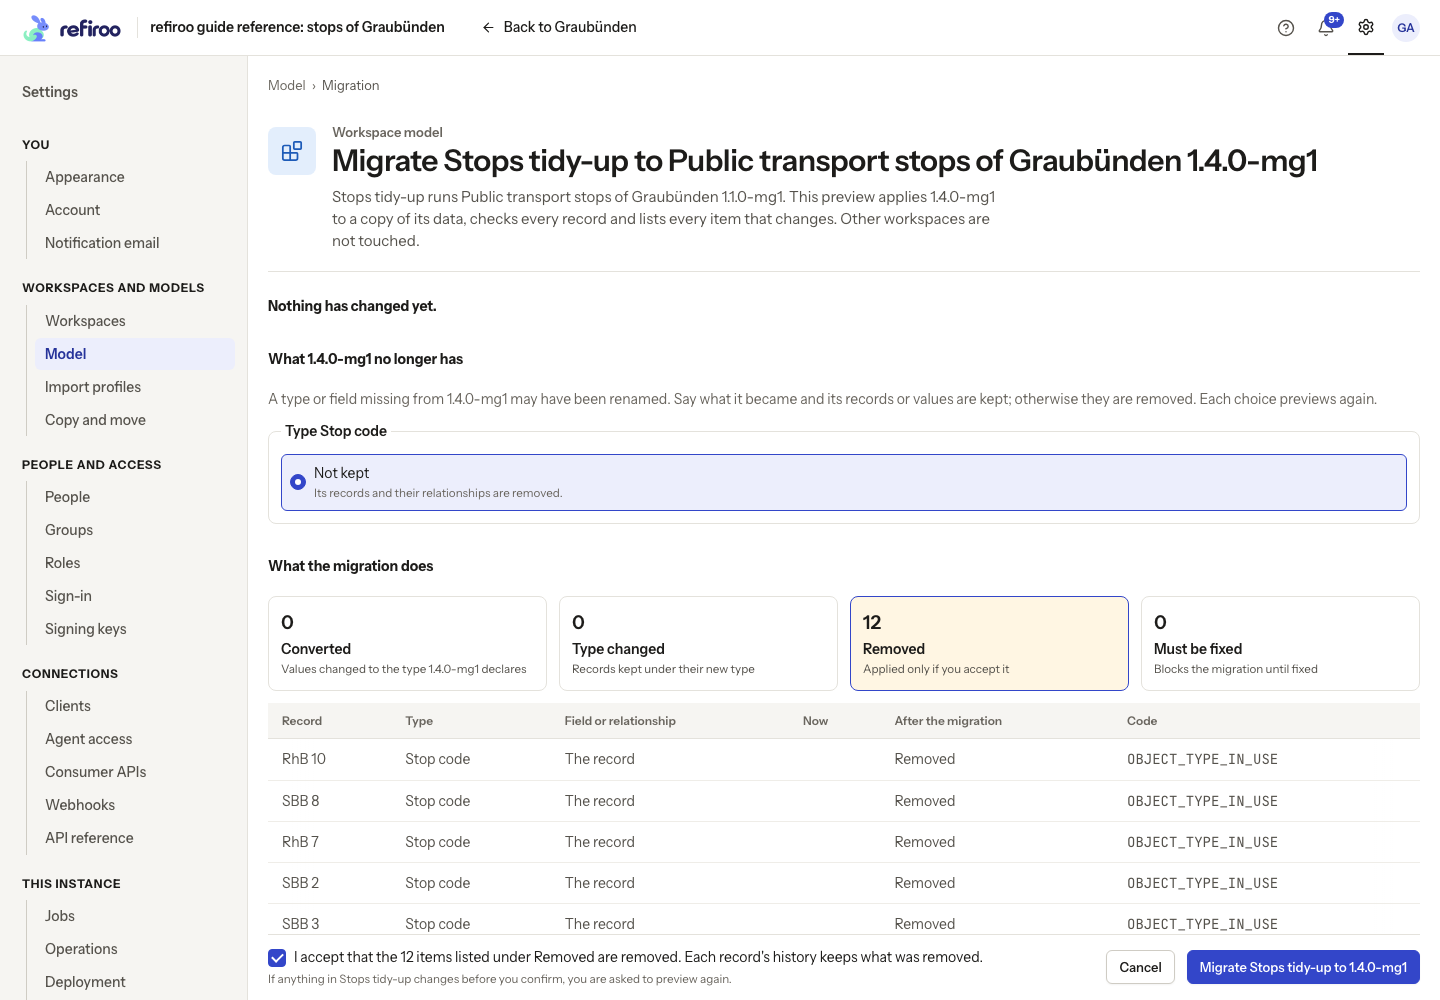 refiroo
refiroo guide reference: stops of Graubünden
← Back to Graubünden
9+
GA
Settings
YOU
Appearance
Account
Notification email
WORKSPACES AND MODELS
Workspaces
Model
Import profiles
Copy and move
PEOPLE AND ACCESS
People
Groups
Roles
Sign-in
Signing keys
CONNECTIONS
Clients
Agent access
Consumer APIs
Webhooks
API reference
THIS INSTANCE
Jobs
Operations
Deployment
Model › Migration
Workspace model
Migrate Stops tidy-up to Public transport stops of Graubünden 1.4.0-mg1
Stops tidy-up runs Public transport stops of Graubünden 1.1.0-mg1. This preview applies 1.4.0-mg1
to a copy of its data, checks every record and lists every item that changes. Other workspaces are
not touched.
Nothing has changed yet.
What 1.4.0-mg1 no longer has
A type or field missing from 1.4.0-mg1 may have been renamed. Say what it became and its records or values are kept; otherwise they are removed. Each choice previews again.
Type Stop code
Not kept
Its records and their relationships are removed.
What the migration does
0
Converted
Values changed to the type 1.4.0-mg1 declares
0
Type changed
Records kept under their new type
12
Removed
Applied only if you accept it
0
Must be fixed
Blocks the migration until fixed
Record Type Field or relationship Now After the migration Code
RhB 10 Stop code The record Removed OBJECT_TYPE_IN_USE
SBB 8 Stop code The record Removed OBJECT_TYPE_IN_USE
RhB 7 Stop code The record Removed OBJECT_TYPE_IN_USE
SBB 2 Stop code The record Removed OBJECT_TYPE_IN_USE
SBB 3 Stop code The record Removed OBJECT_TYPE_IN_USE
I accept that the 12 items listed under Removed are removed. Each record's history keeps what was removed.
If anything in Stops tidy-up changes before you confirm, you are asked to preview again.
Cancel
Migrate Stops tidy-up to 1.4.0-mg1